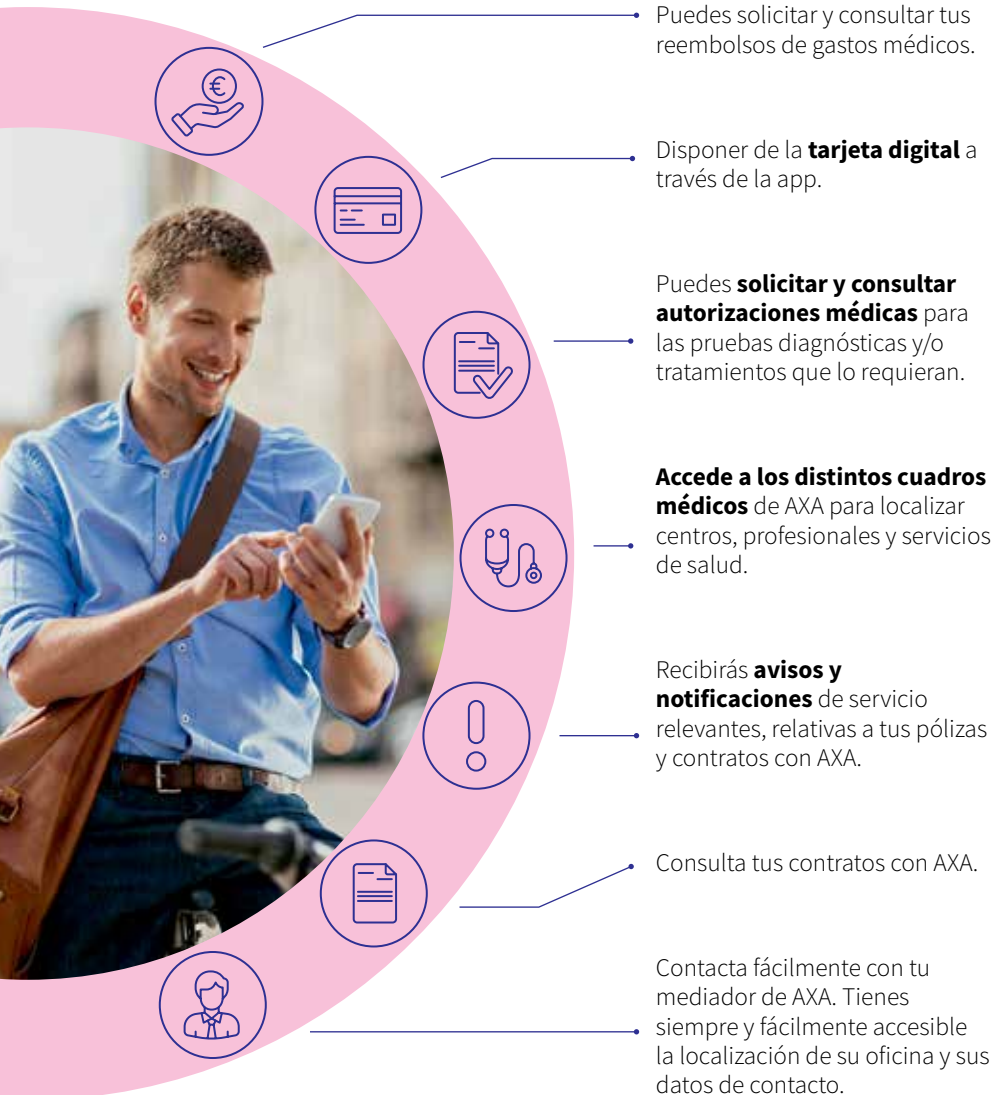 Puedes solicitar y consultar tus
reembolsos de gastos médicos.
Disponer de la tarjeta digital a
través de la app.
Puedes solicitar y consultar
autorizaciones médicas para
las pruebas diagnósticas y/o
tratamientos que lo requieran.
Accede a los distintos cuadros
médicos de AXA para localizar
centros, profesionales y servicios
de salud.
Recibirás avisos y
notificaciones de servicio
relevantes, relativas a tus pólizas
y contratos con AXA.
Consulta tus contratos con AXA.
Contacta fácilmente con tu
mediador de AXA. Tienes
siempre y fácilmente accesible
la localización de su oficina y sus
datos de contacto.